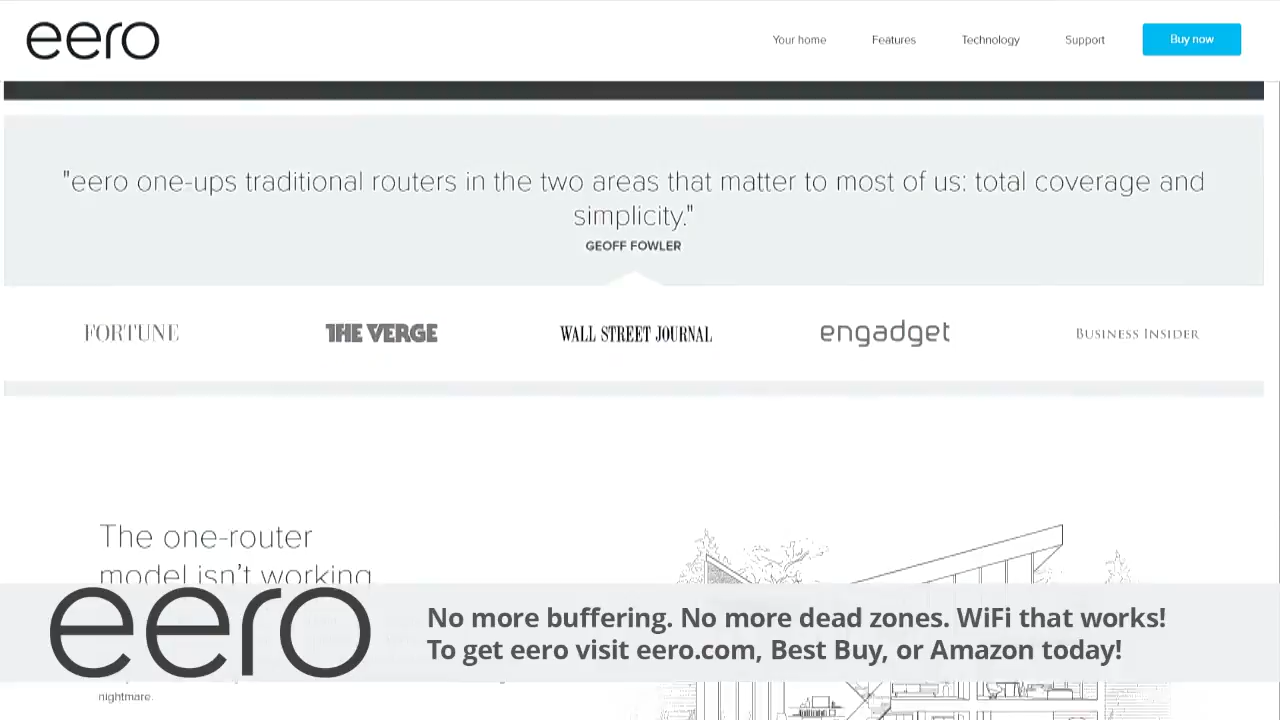 eero
Your home
Features
Technology
Support
Buy now
"eero one-ups traditional routers in the two areas that matter to most of us: total coverage and
simplicity."
GEOFF FOWLER
FORTUNE
THE VERGE
WALL STREET JOURNAL
engadget
BUSINESS INSIDER
The one-router
model isn't working
eero
No more buffering. No more dead zones. WiFi that works!
To get eero visit eero.com, Best Buy, or Amazon today!
nightmare.